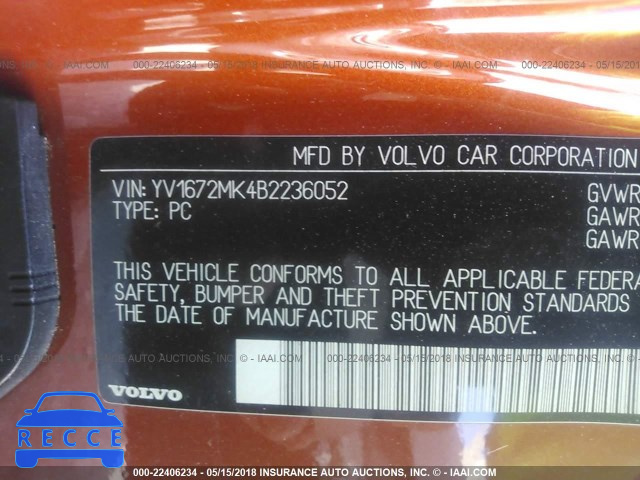 000-22406234 - 05/15/2018 INSURANCE AUTO AUCTIONS, INC. © - IAAI.COM
MFD BY VOLVO CAR CORPORATION
VIN: YV1672MK4B2236052
TYPE: PC
GVWR
GAWR
GAWR
THIS VEHICLE CONFORMS TO ALL APPLICABLE FEDERA
SAFETY, BUMPER AND THEFT PREVENTION STANDARDS
THE DATE OF MANUFACTURE SHOWN ABOVE.
000-22406234 - 05/15/2018 INSURANCE AUTO AUCTIONS, INC. © - IAAI.COM
VOLVO
RECCE
000-22406234 - 05/15/2018 INSURANCE AUTO AUCTIONS, INC. © - IAAI.COM